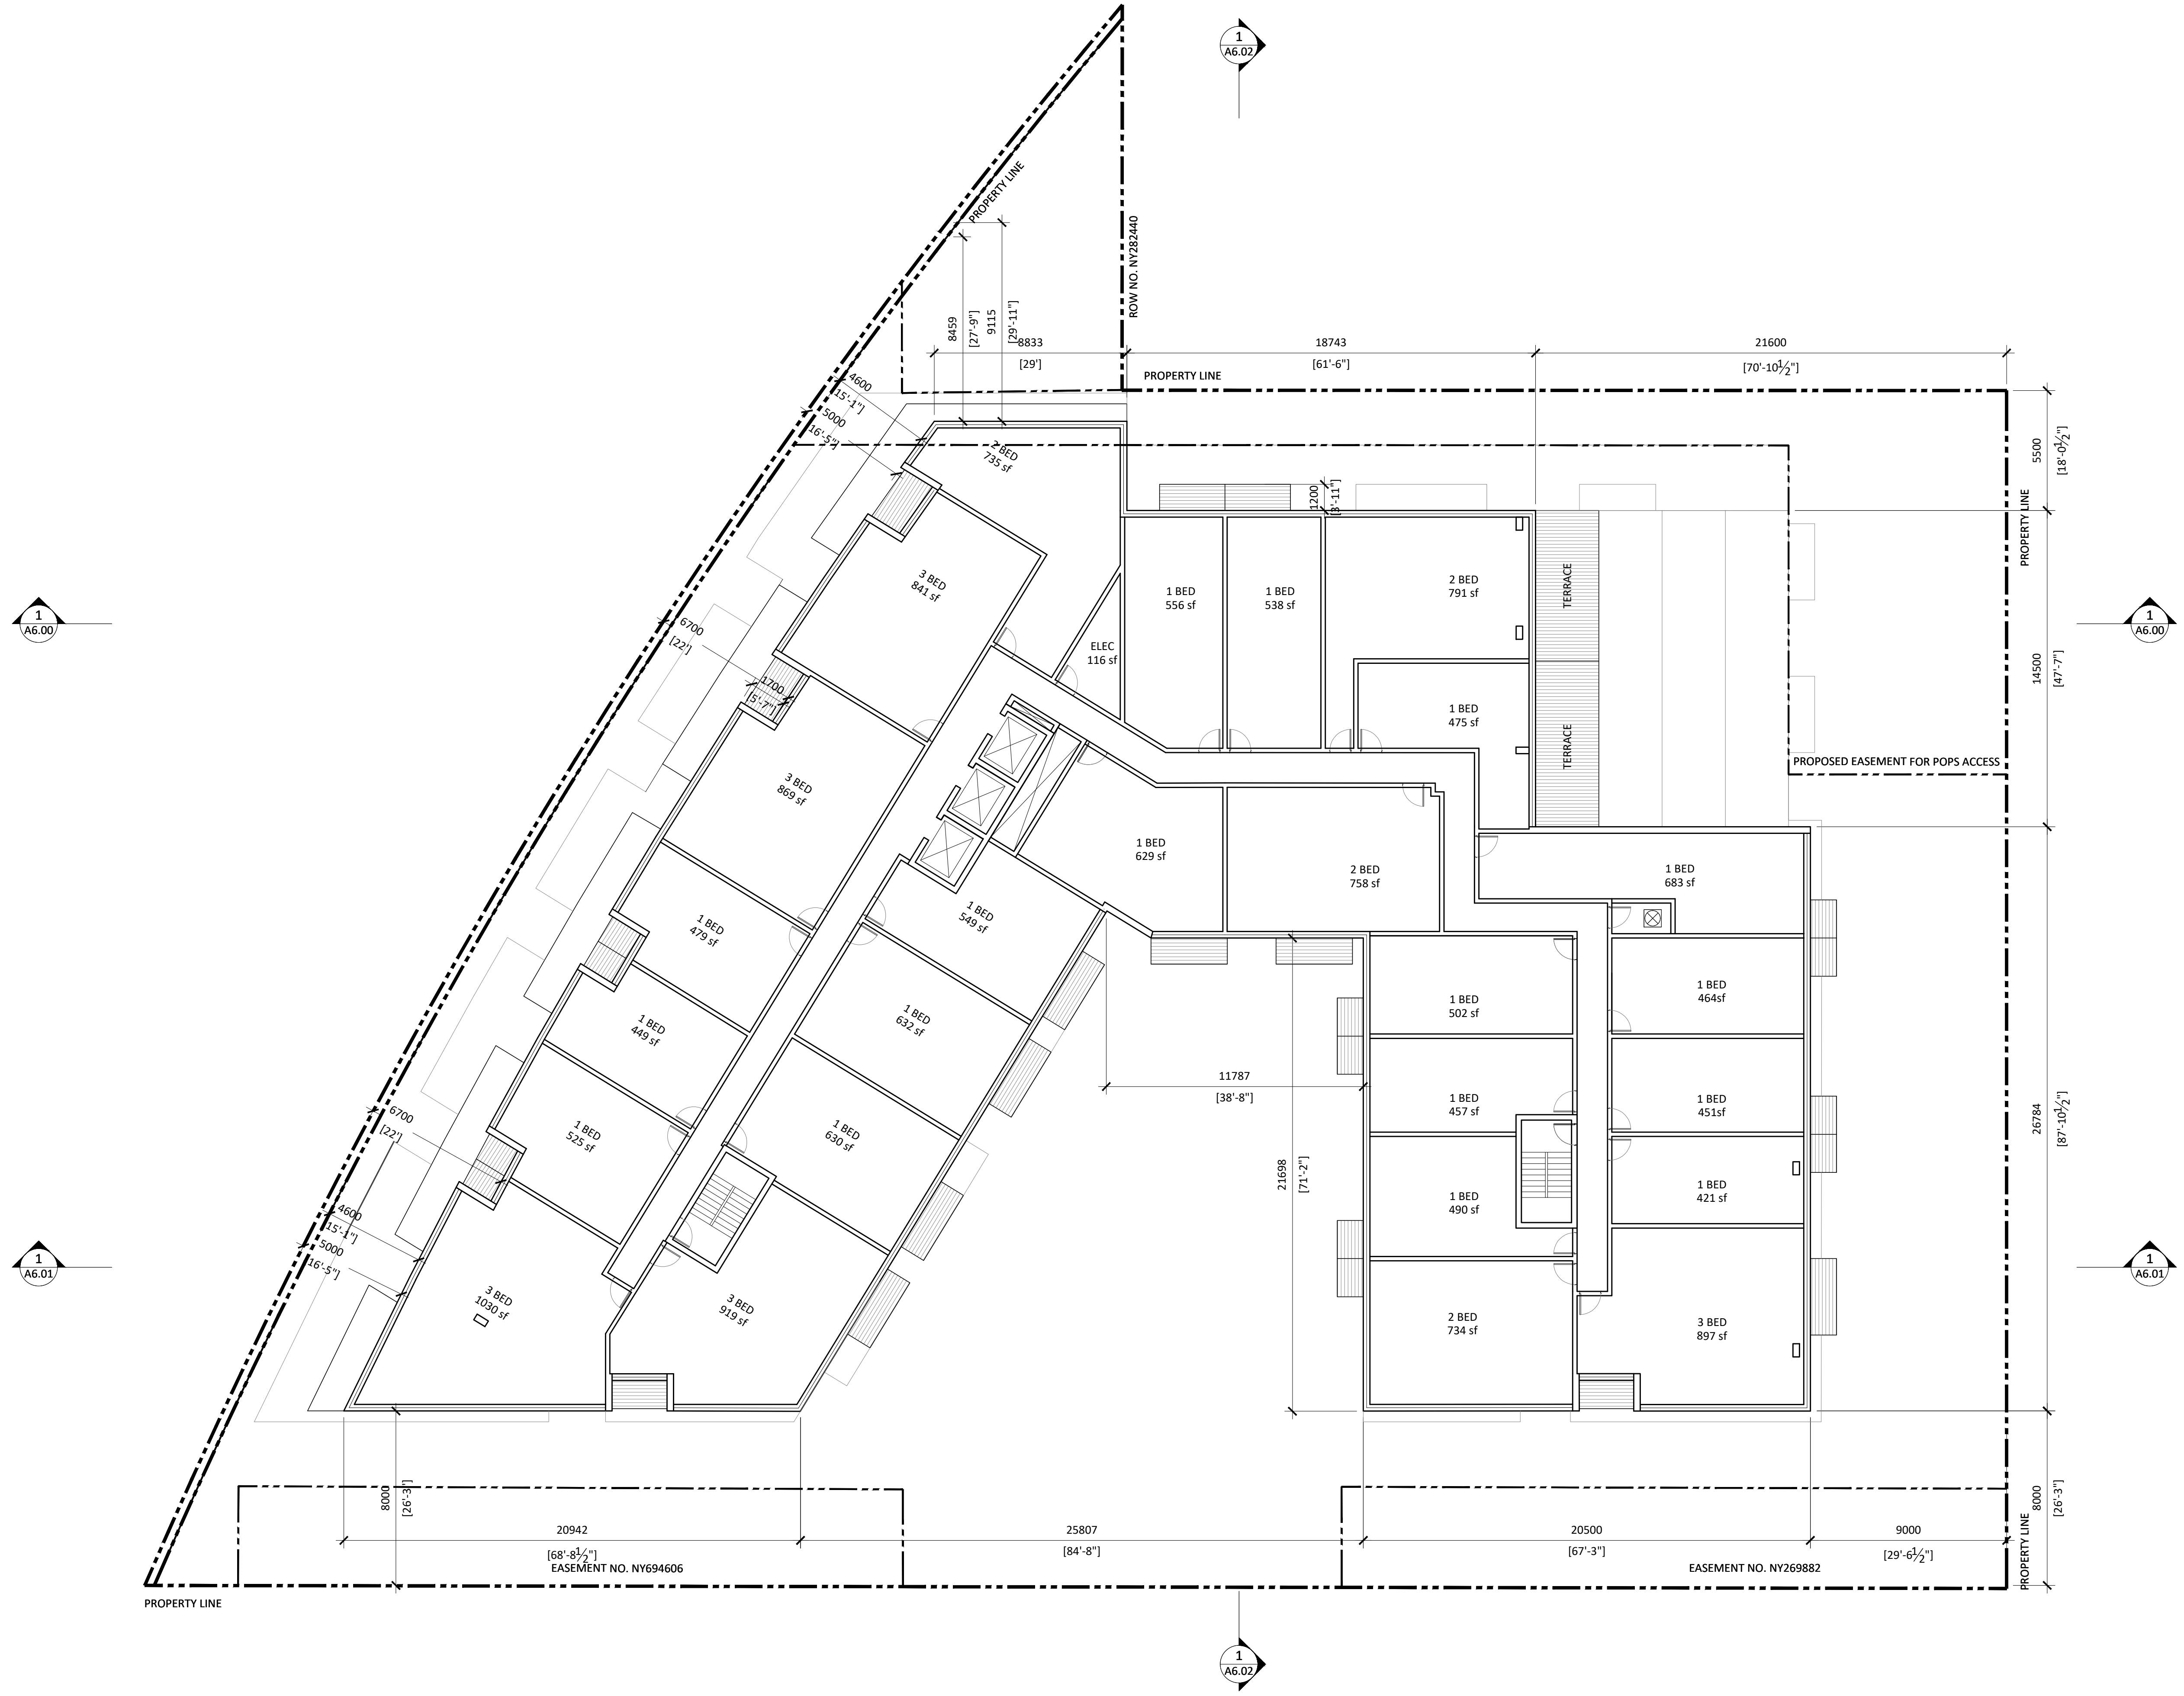 1
A6.02
PROPERTY LINE
ROW NO. NY282440
8459
[27'-9"]
9115
[29'-11"]
8833
[29']
18743
[61'-6"]
21600
[70'-10½"]
PROPERTY LINE
4600
[15'-1"]
5000
[16'-5"]
5500
[18'-0½"]
PROPERTY LINE
2 BED
735 sf
1200
[3'-11"]
3 BED
841 sf
1 BED
556 sf
1 BED
538 sf
2 BED
791 sf
TERRACE
1
A6.00
1
A6.00
6700
[22']
ELEC
116 sf
14500
[47'-7"]
1700
[5'-7"]
1 BED
475 sf
TERRACE
PROPOSED EASEMENT FOR POPS ACCESS
3 BED
869 sf
1 BED
629 sf
2 BED
758 sf
1 BED
683 sf
1 BED
479 sf
1 BED
549 sf
1 BED
449 sf
1 BED
632 sf
1 BED
502 sf
1 BED
464sf
11787
[38'-8"]
6700
[22']
1 BED
525 sf
1 BED
630 sf
1 BED
457 sf
1 BED
451sf
26784
[87'-10½"]
21698
[71'-2"]
1 BED
490 sf
1 BED
421 sf
4600
[15'-1"]
5000
[16'-5"]
1
A6.01
1
A6.01
3 BED
1030 sf
3 BED
919 sf
2 BED
734 sf
3 BED
897 sf
8000
[26'-3"]
8000
[26'-3"]
20942
[68'-8½"]
25807
[84'-8"]
20500
[67'-3"]
9000
[29'-6½"]
EASEMENT NO. NY694606
EASEMENT NO. NY269882
PROPERTY LINE
PROPERTY LINE
1
A6.02